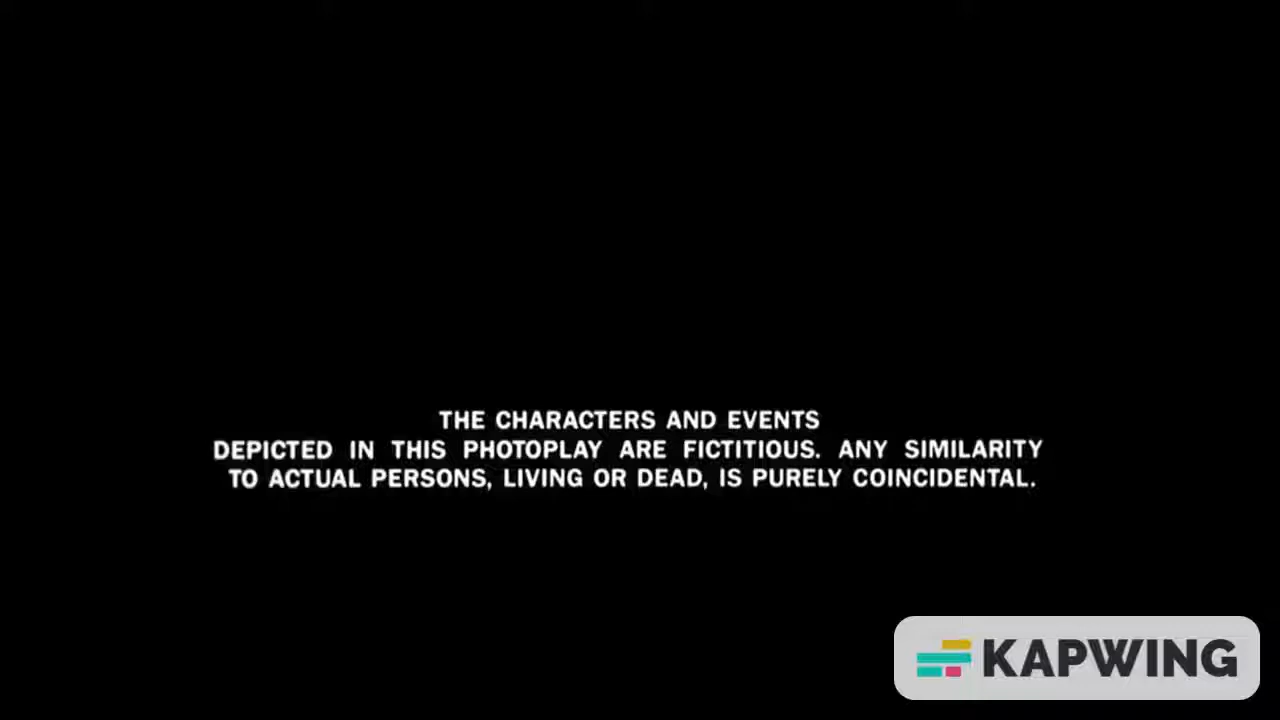 THE CHARACTERS AND EVENTS
DEPICTED IN THIS PHOTOPLAY ARE FICTITIOUS. ANY SIMILARITY
TO ACTUAL PERSONS, LIVING OR DEAD, IS PURELY COINCIDENTAL.
KAPWING